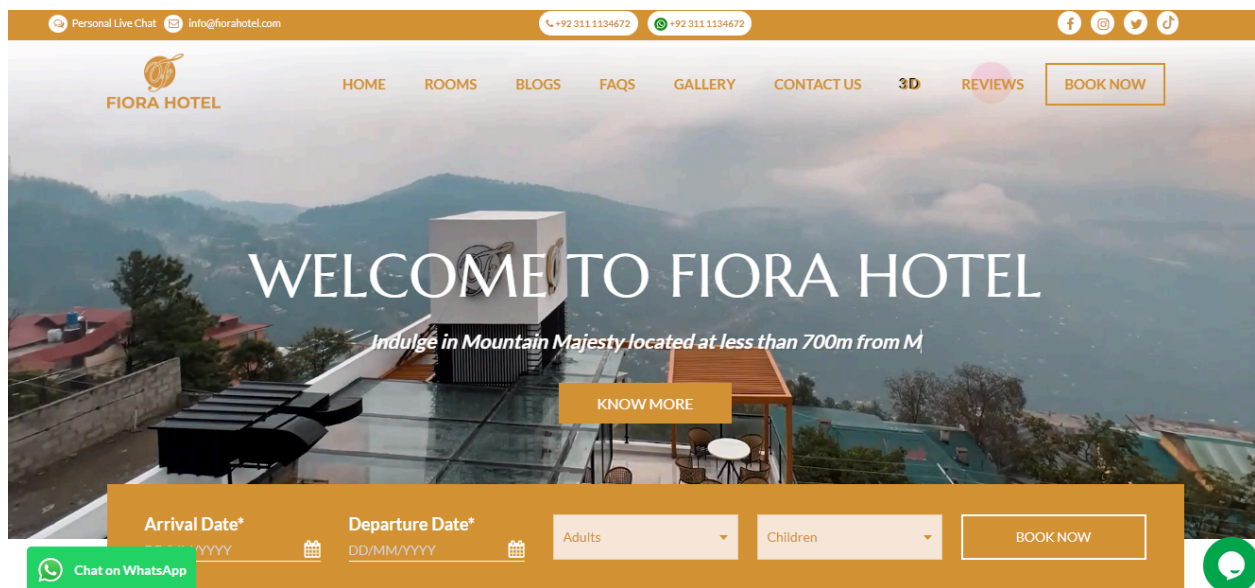 Personal Live Chat info@fiorahotel.com +92 311 1134672 +92 311 1134672
FIORA HOTEL
HOME ROOMS BLOGS FAQS GALLERY CONTACT US 3D REVIEWS BOOK NOW
WELCOME TO FIORA HOTEL
Indulge in Mountain Majesty located at less than 700m from M
KNOW MORE
Arrival Date* Departure Date*
Adults Children BOOK NOW
DD/MM/YYYY
Chat on WhatsApp